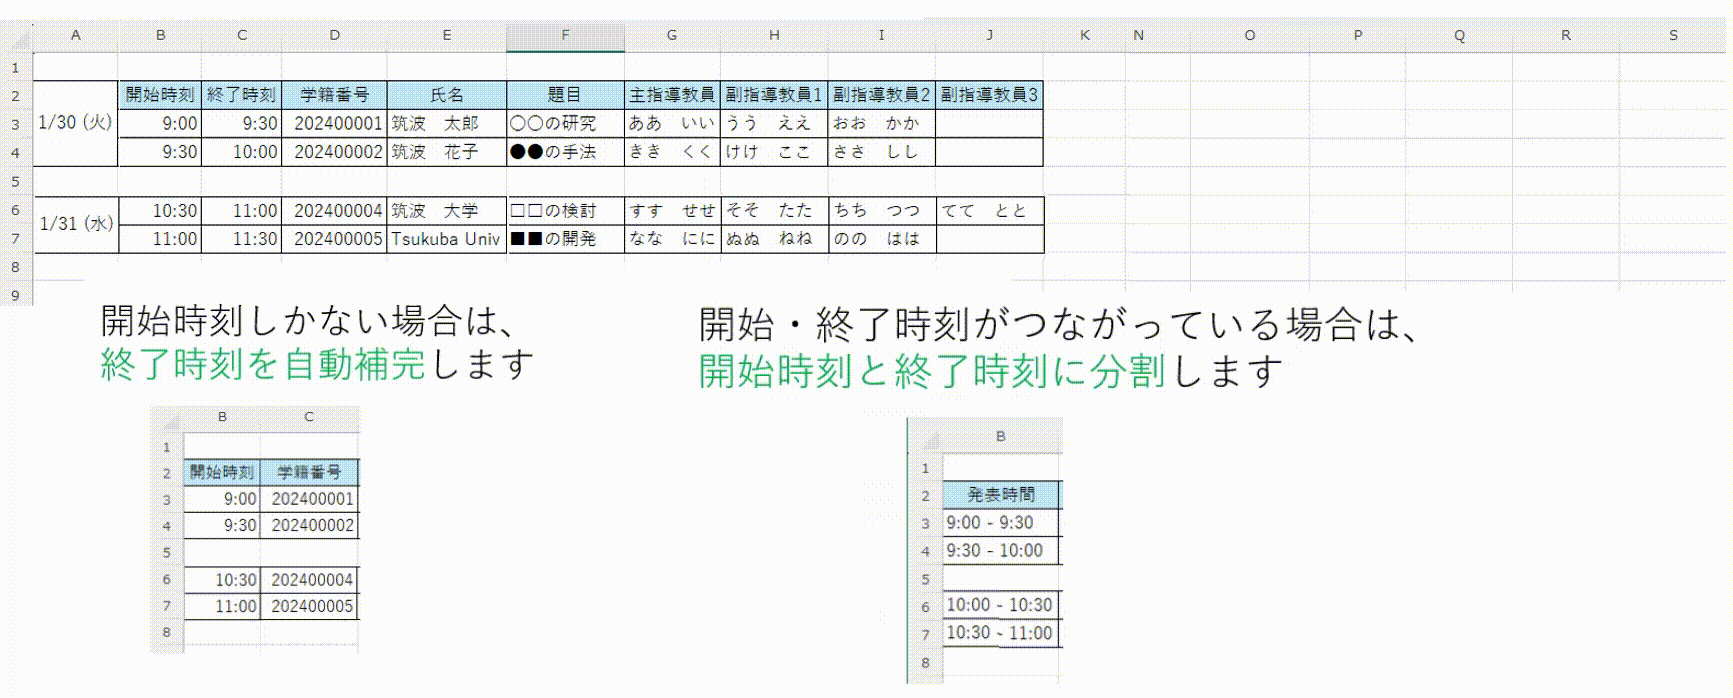 A B C D E F G H I J K N O P Q R S
1
2 開始時刻 終了時刻 学籍番号 氏名 題目 主指導教員 副指導教員1 副指導教員2 副指導教員3
1/30 (火)
3 9:00 9:30 202400001 筑波　太郎 〇〇の研究 ああ　いい うう　ええ おお　かか
4 9:30 10:00 202400002 筑波　花子 ●●の手法 きき　くく けけ　ここ ささ　しし
5
6 10:30 11:00 202400004 筑波　大学 □□の検討 すす　せせ そそ　たた ちち　つつ てて　とと
1/31 (水)
7 11:00 11:30 202400005 Tsukuba Univ ■■の開発 なな　にに ぬぬ　ねね のの　はは
8
9
開始時刻しかない場合は、
終了時刻を自動補完します
B C
1
2 開始時刻 学籍番号
3 9:00 202400001
4 9:30 202400002
5
6 10:30 202400004
7 11:00 202400005
8
開始・終了時刻がつながっている場合は、
開始時刻と終了時刻に分割します
B
1
2 発表時間
3 9:00 - 9:30
4 9:30 - 10:00
5
6 10:00 - 10:30
7 10:30 - 11:00
8